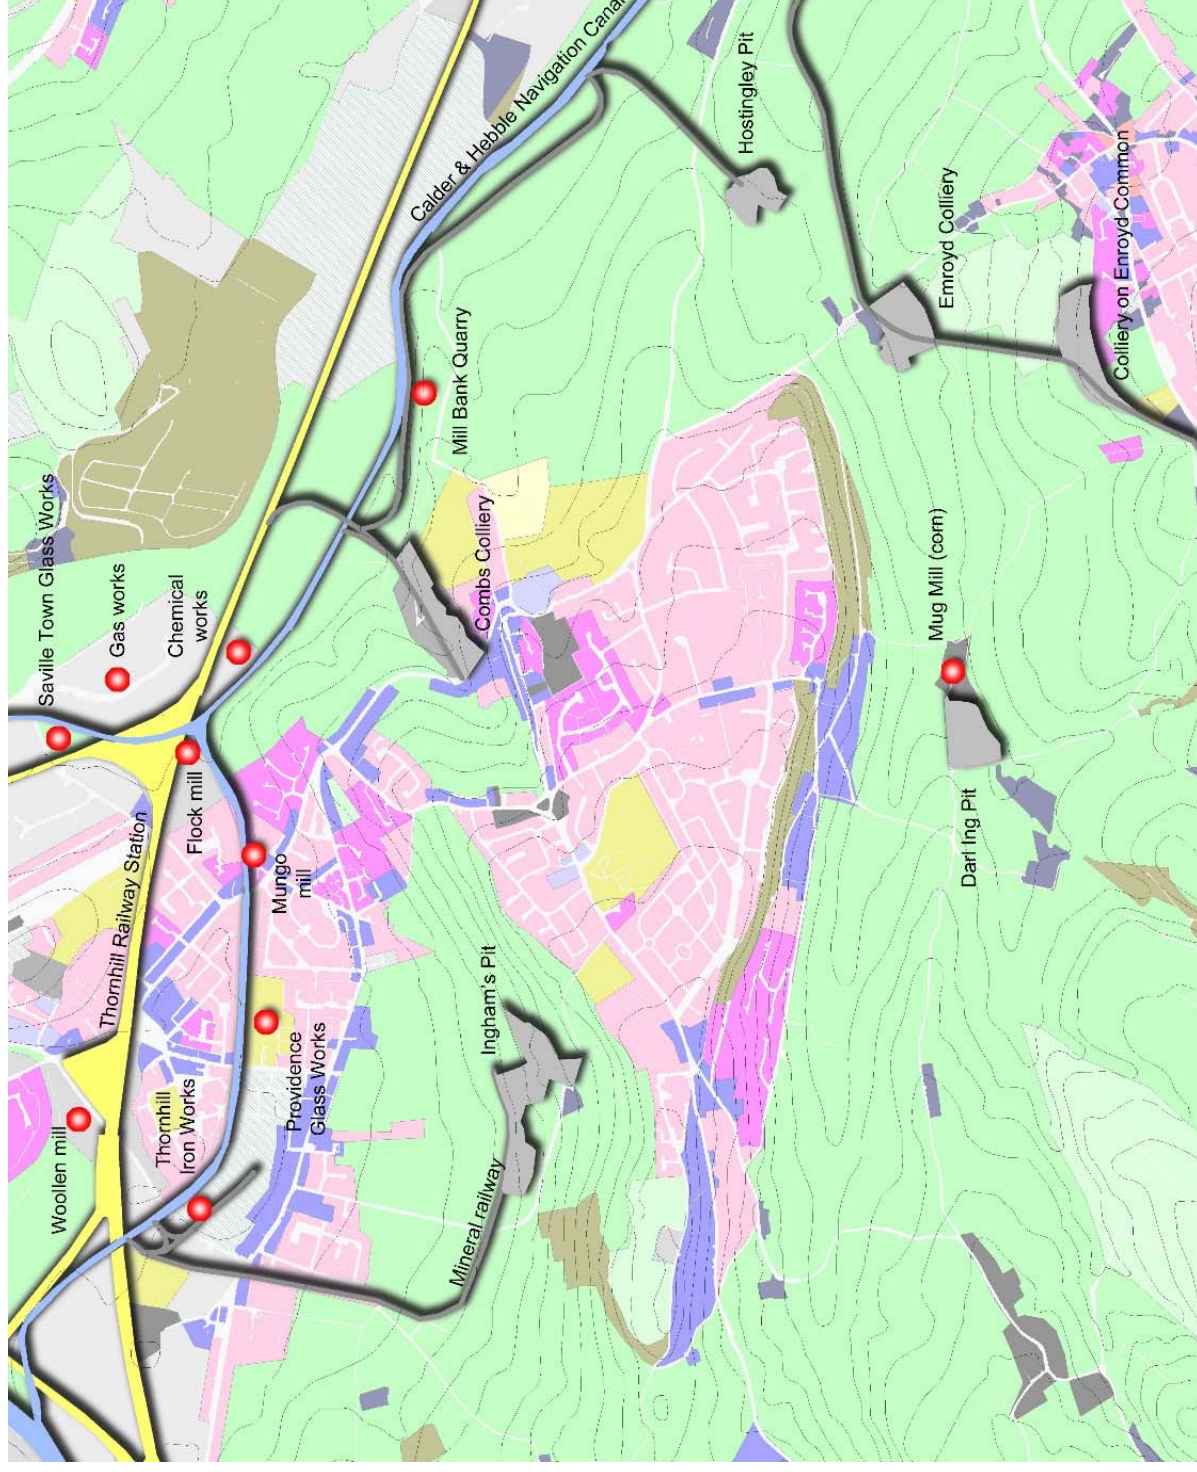 Saville Town Glass Works
Gas works
Chemical
works
Flock mill
Thornhill Railway Station
Mungo
mill
Woollen mill
Thornhill
Iron Works
Providence
Glass Works
Calder & Hebble Navigation Canal
Hostingley Pit
Mill Bank Quarry
Combs Colliery
Emroyd Colliery
Colliery on Enroyd Common
Ingham's Pit
Mineral railway
Mug Mill (corn)
Darl Ing Pit